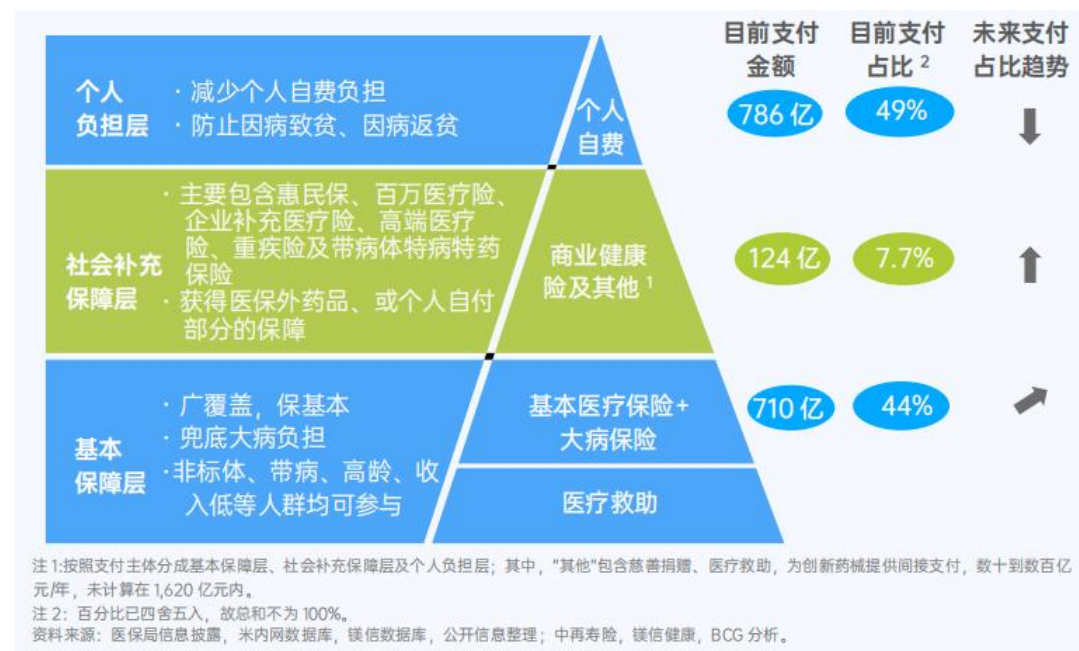 目前支付
金额
目前支付
占比 2
未来支付
占比趋势
个人
负担层
· 减少个人自费负担
· 防止因病致贫、因病返贫
个人
自费
786 亿
49%
社会补充
保障层
· 主要包含惠民保、百万医疗险、
企业补充医疗险、高端医疗
险、重疾险及带病体特病特药
保险
· 获得医保外药品、或个人自付
部分的保障
商业健康
险及其他 1
124 亿
7.7%
基本
保障层
· 广覆盖，保基本
· 兜底大病负担
·非标体、带病、高龄、收
入低等人群均可参与
基本医疗保险+
大病保险
医疗救助
710 亿
44%
注 1:按照支付主体分成基本保障层、社会补充保障层及个人负担层；其中，“其他”包含慈善捐赠、医疗救助，为创新药械提供间接支付，数十到数百亿
元/年，未计算在 1,620 亿元内。
注 2：百分比已四舍五入，故总和不为 100%。
资料来源：医保局信息披露，米内网数据库，镁信数据库，公开信息整理；中再寿险，镁信健康，BCG 分析。